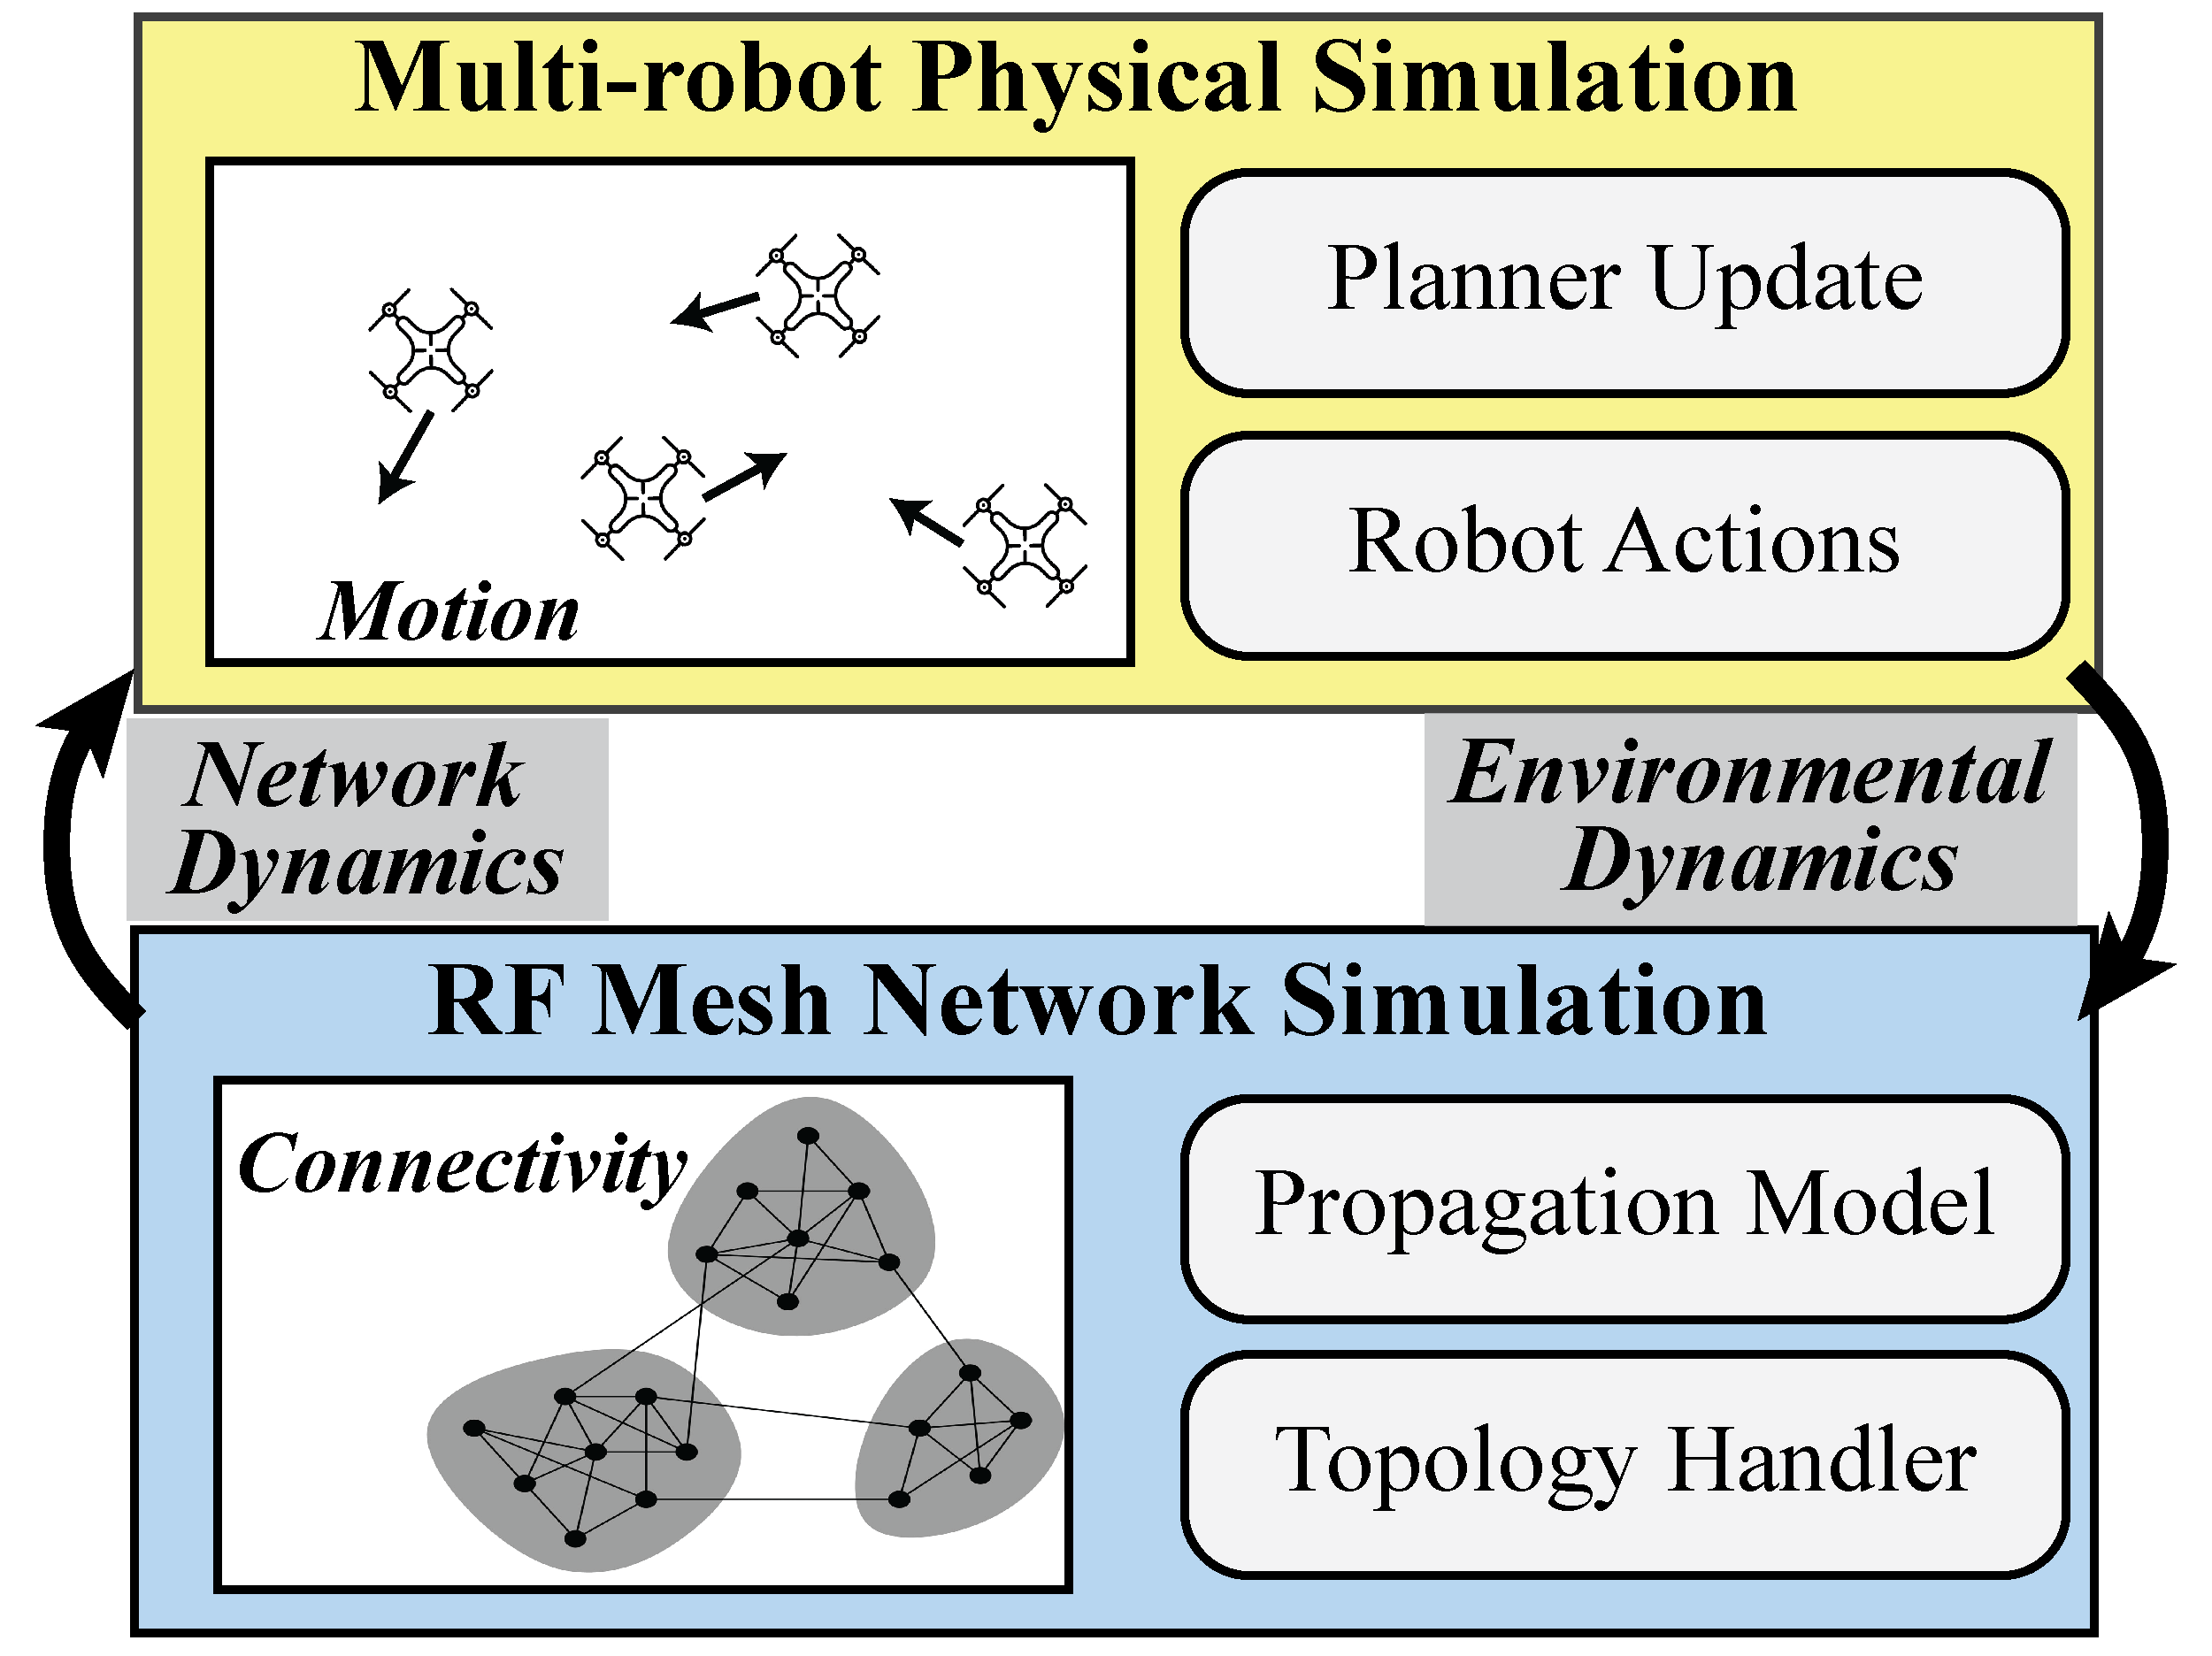 Multi-robot Physical Simulation
Planner Update
Robot Actions
Motion
Network
Dynamics
Environmental
Dynamics
RF Mesh Network Simulation
Connectivity
Propagation Model
Topology Handler